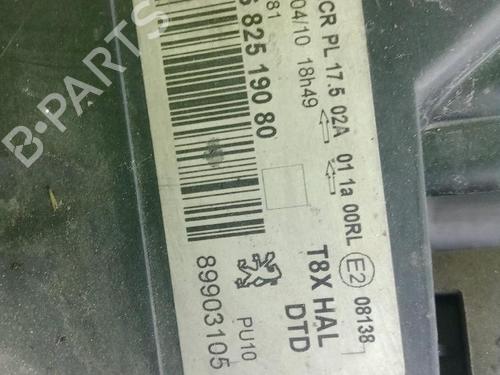 CR PL 17.5 02A 01 1a 00RL E2 08138
04/10 18h49
81
825 190 80
T8X HAL
DTD
PU10
89903105
B-PARTS